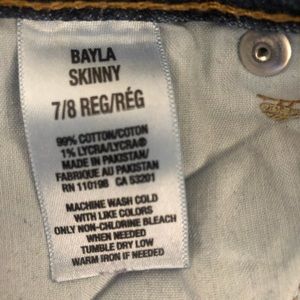 BAYLA
SKINNY
7/8 REG/RÉG
99% COTTON/COTON
1% LYCRA/LYCRA®
MADE IN PAKISTAN/
FABRIQUE AU PAKISTAN
RN 110198 CA 53201
MACHINE WASH COLD
WITH LIKE COLORS
ONLY NON-CHLORINE BLEACH
WHEN NEEDED
TUMBLE DRY LOW
WARM IRON IF NEEDED